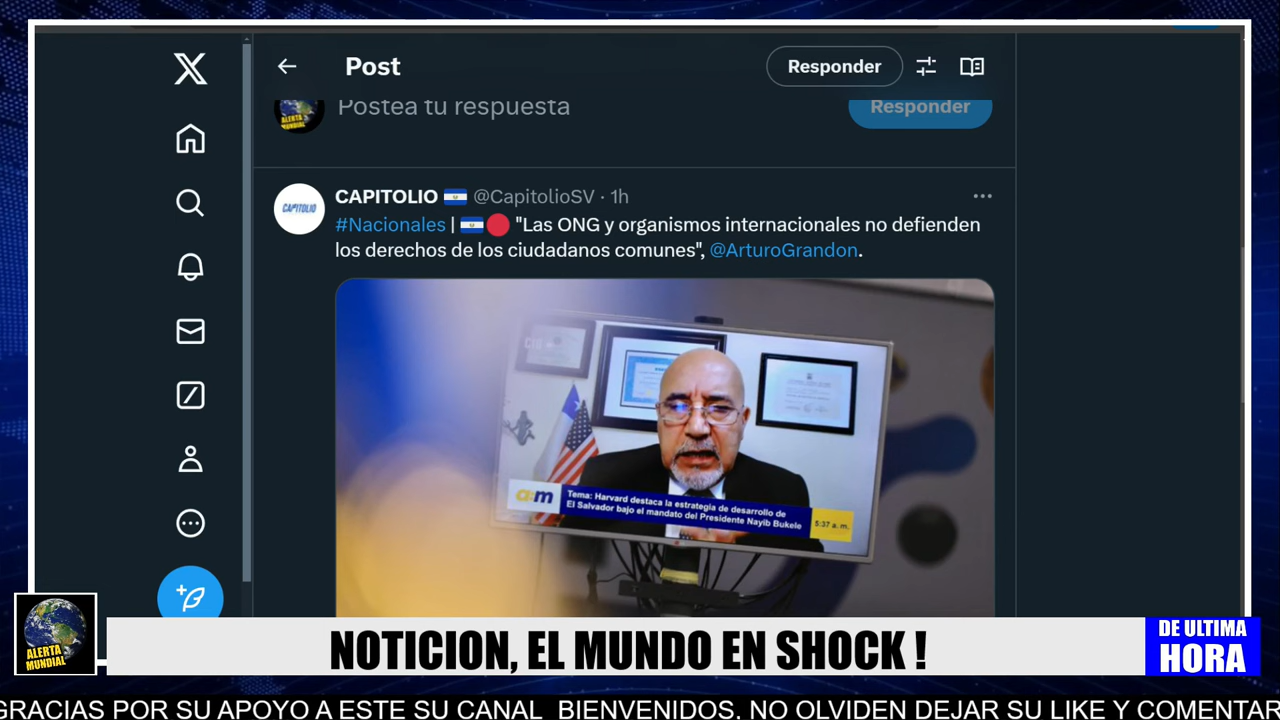 Post
Responder
Postea tu respuesta
Responder
CAPITOLIO @CapitolioSV · 1h
#Nacionales | "Las ONG y organismos internacionales no defienden
los derechos de los ciudadanos comunes", @ArturoGrandon.
CAPITOLIO
a:m
Tema: Harvard destaca la estrategia de desarrollo de
El Salvador bajo el mandato del Presidente Nayib Bukele
5:37 a. m.
ALERTA
MUNDIAL
NOTICION, EL MUNDO EN SHOCK !
DE ULTIMA
HORA
GRACIAS POR SU APOYO A ESTE SU CANAL BIENVENIDOS. NO OLVIDEN DEJAR SU LIKE Y COMENTAR